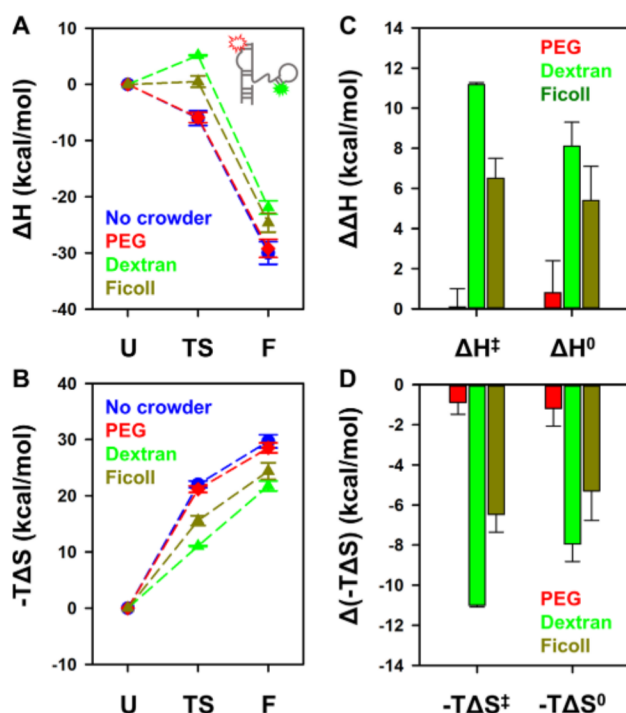 A
ΔH (kcal/mol)
10
0
-10
-20
-30
-40
No crowder
PEG
Dextran
Ficoll
U TS F
B
-TΔS (kcal/mol)
40
30
20
10
0
-10
No crowder
PEG
Dextran
Ficoll
U TS F
C
ΔΔH (kcal/mol)
14
12
10
8
6
4
2
0
PEG
Dextran
Ficoll
ΔH‡ ΔH⁰
D
Δ(-TΔS) (kcal/mol)
0
-2
-4
-6
-8
-10
-12
-14
PEG
Dextran
Ficoll
-TΔS‡ -TΔS⁰